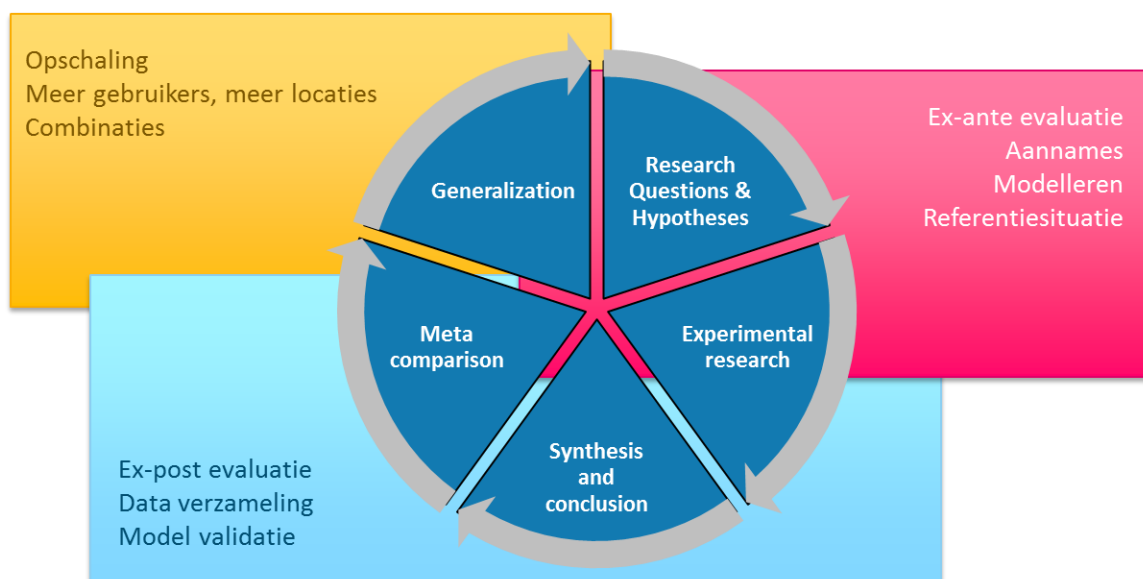 Opschaling
Meer gebruikers, meer locaties
Combinaties
Ex-ante evaluatie
Aannames
Modelleren
Referentiesituatie
Generalization
Research
Questions &
Hypotheses
Meta
comparison
Experimental
research
Synthesis
and
conclusion
Ex-post evaluatie
Data verzameling
Model validatie